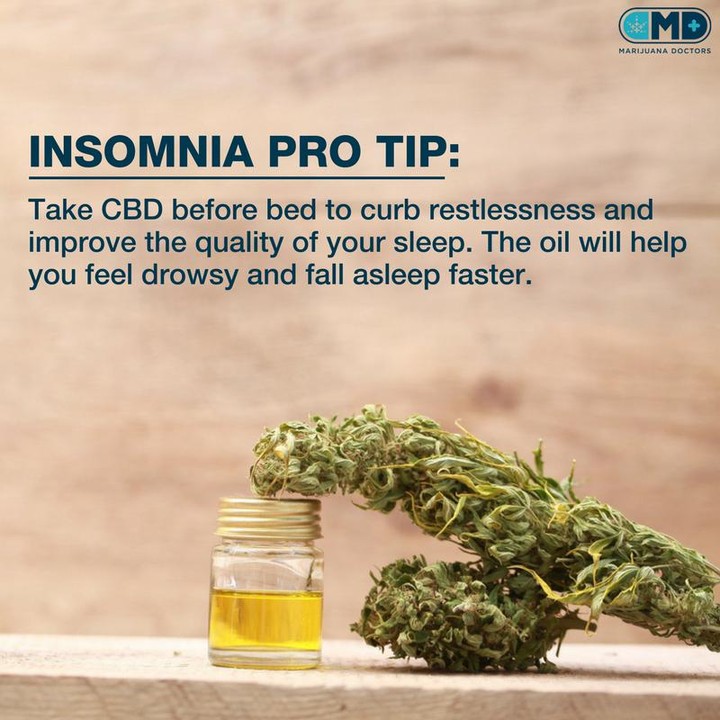 MD
MARIJUANA DOCTORS
INSOMNIA PRO TIP:
Take CBD before bed to curb restlessness and
improve the quality of your sleep. The oil will help
you feel drowsy and fall asleep faster.